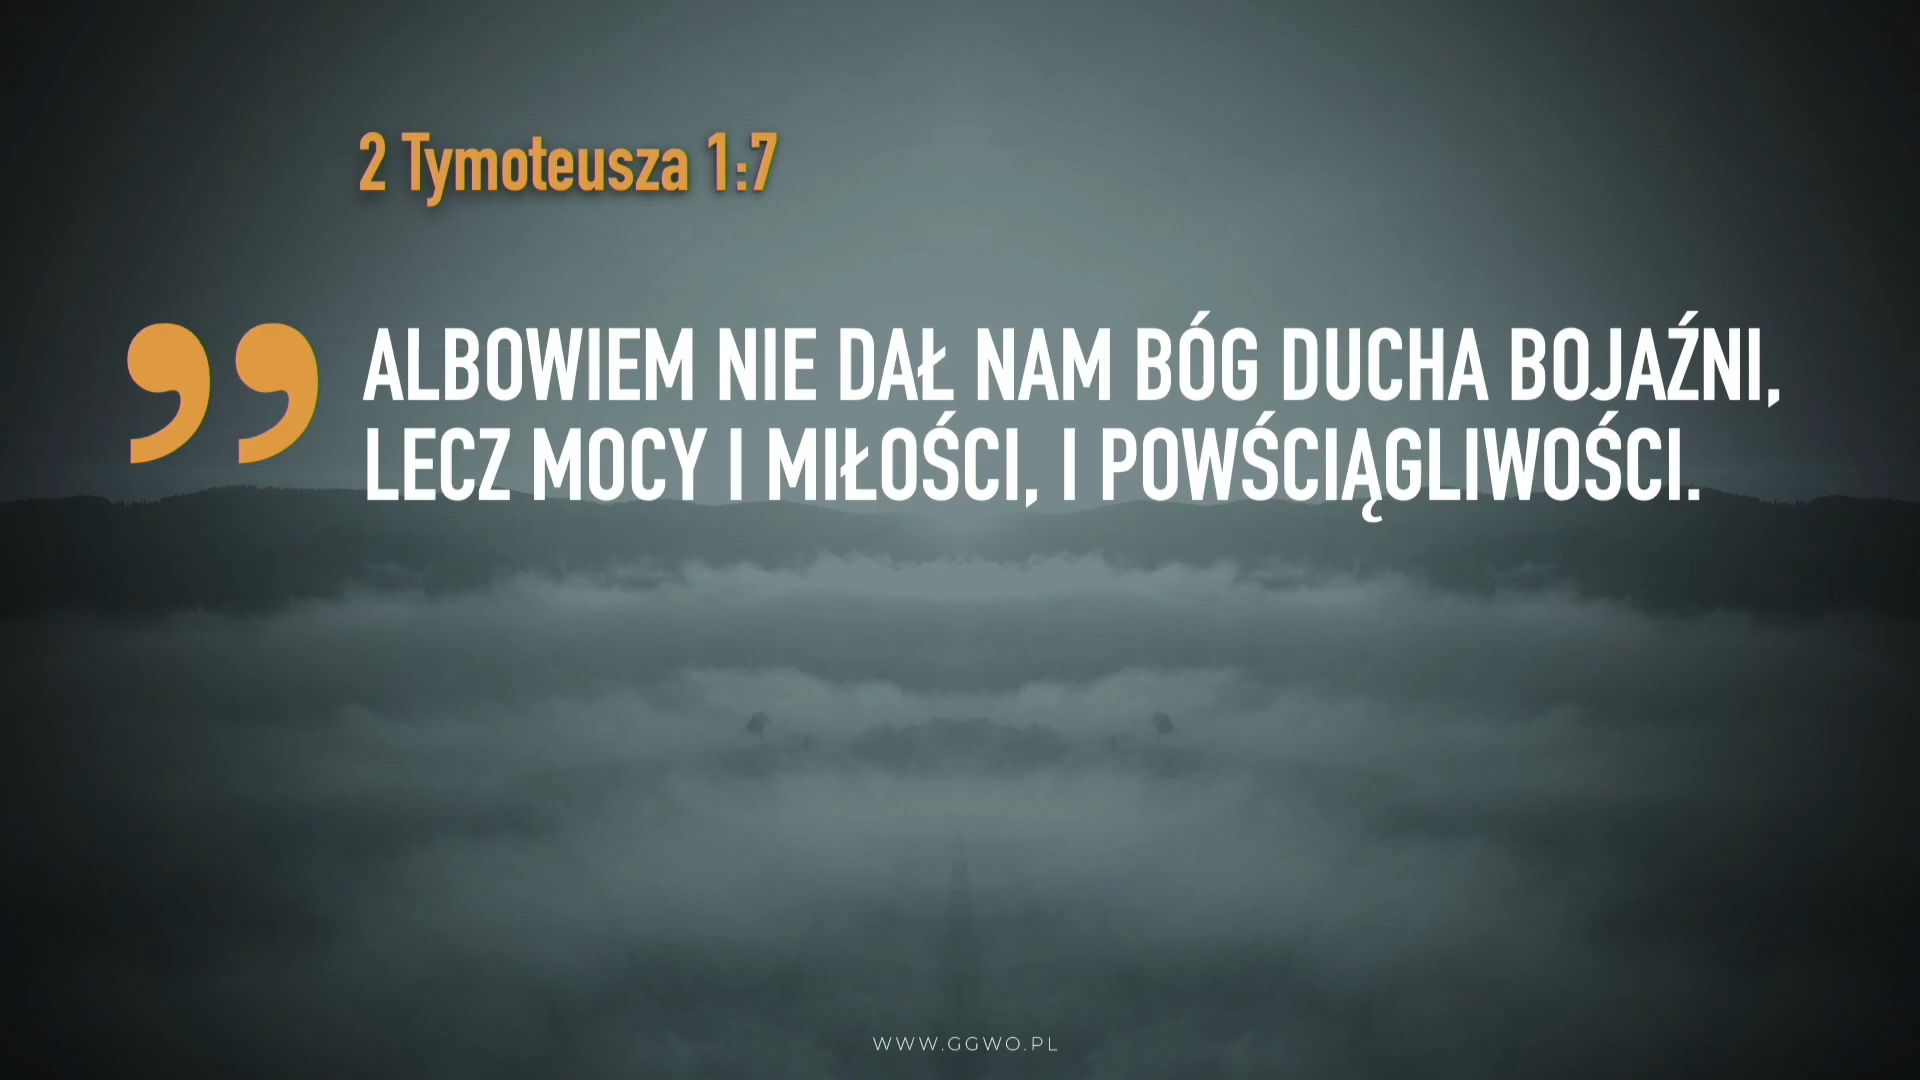 2 Tymoteusza 1:7
” ALBOWIEM NIE DAŁ NAM BÓG DUCHA BOJAŹNI,
LECZ MOCY I MIŁOŚCI, I POWŚCIĄGLIWOŚCI.
WWW.GGWO.PL